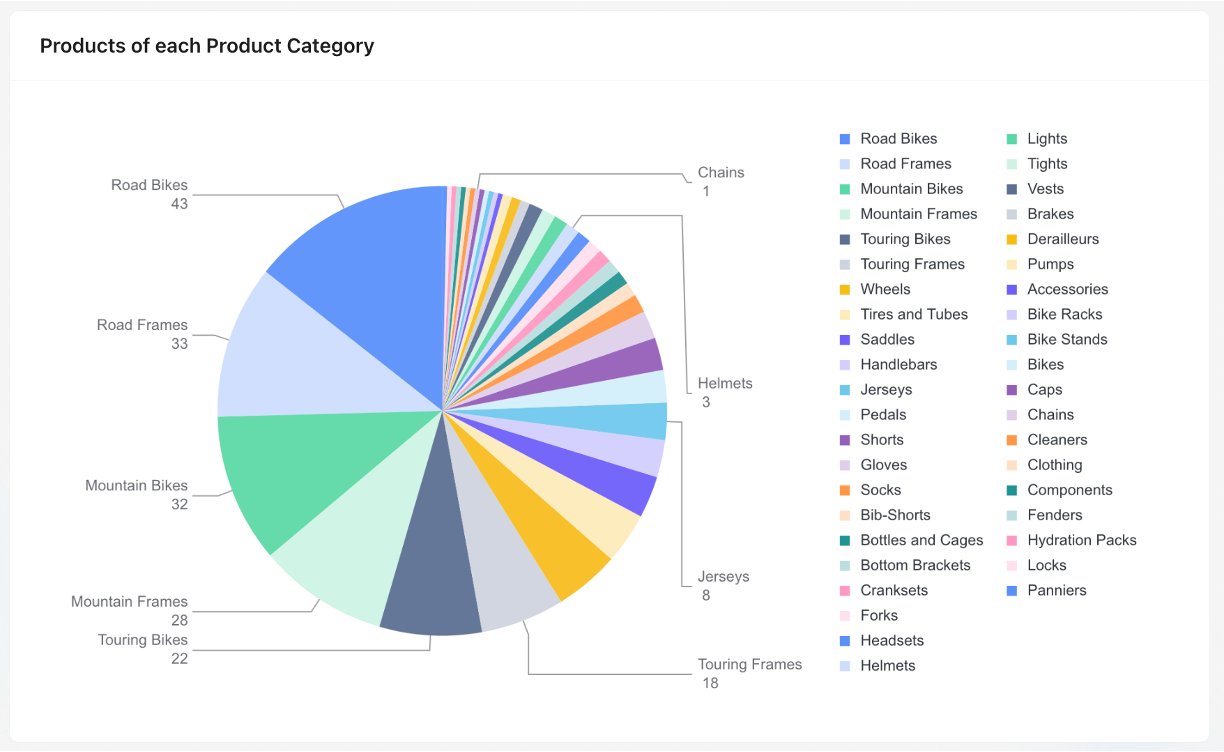 Products of each Product Category
Road Bikes
43
Road Frames
33
Mountain Bikes
32
Mountain Frames
28
Touring Bikes
22
Chains
1
Helmets
3
Jerseys
8
Touring Frames
18
Road Bikes
Road Frames
Mountain Bikes
Mountain Frames
Touring Bikes
Touring Frames
Wheels
Tires and Tubes
Saddles
Handlebars
Jerseys
Pedals
Shorts
Gloves
Socks
Bib-Shorts
Bottles and Cages
Bottom Brackets
Cranksets
Forks
Headsets
Helmets
Lights
Tights
Vests
Brakes
Derailleurs
Pumps
Accessories
Bike Racks
Bike Stands
Bikes
Caps
Chains
Cleaners
Clothing
Components
Fenders
Hydration Packs
Locks
Panniers